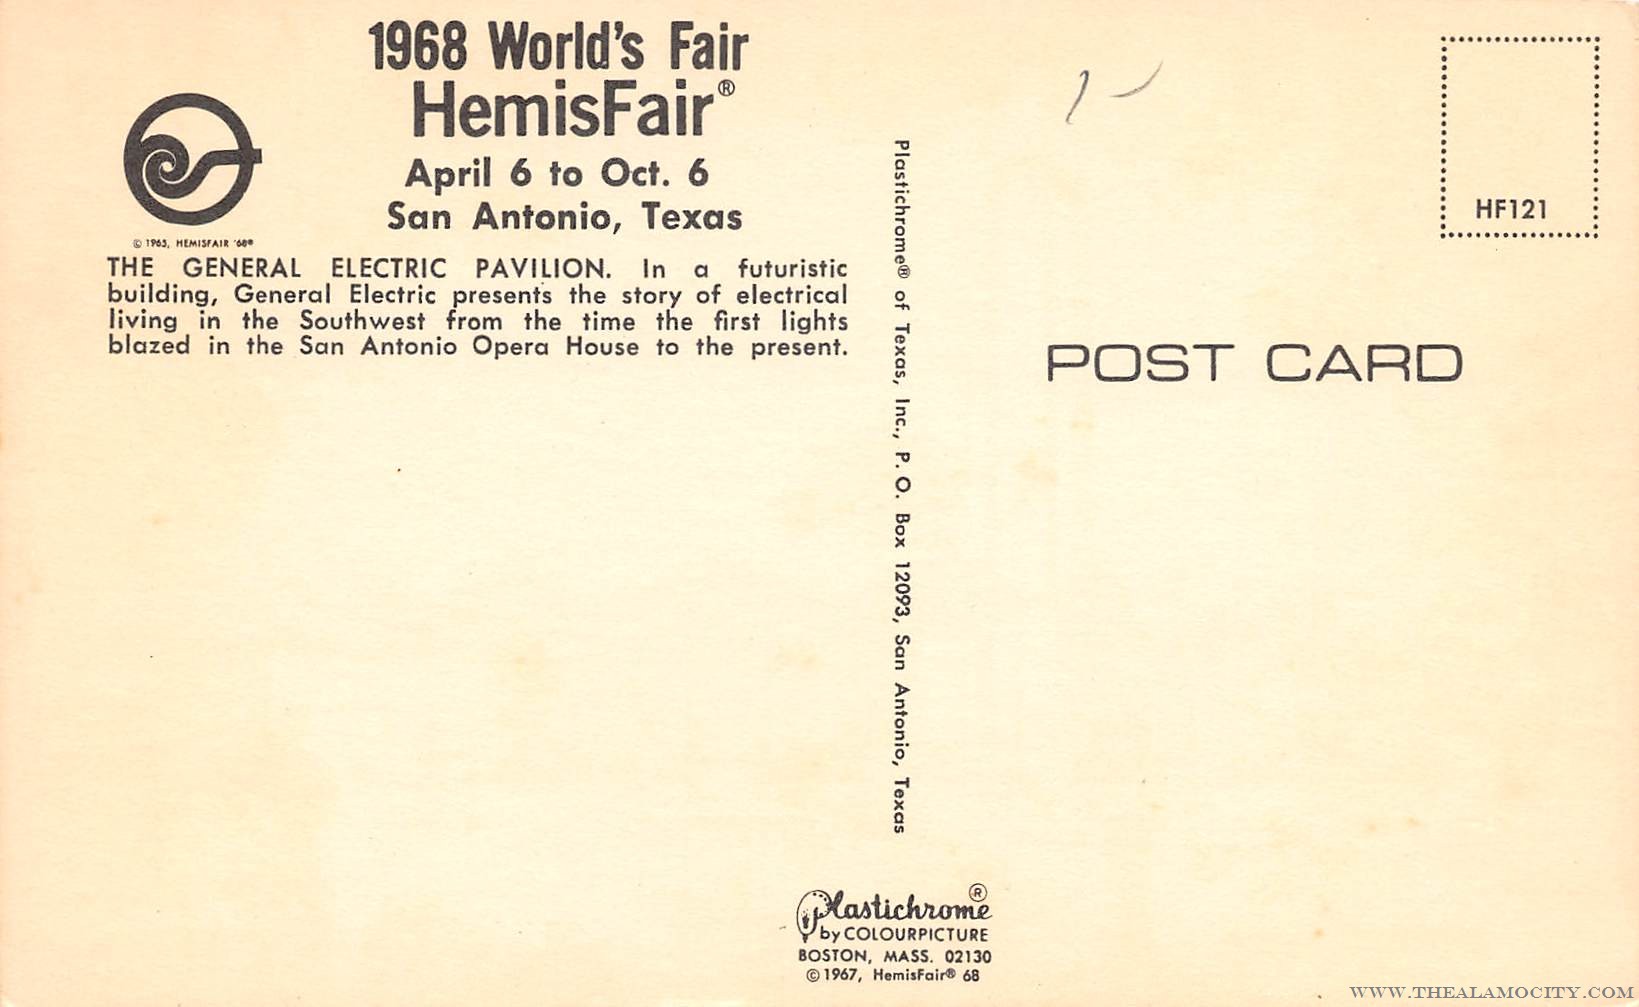 1968 World's Fair
HemisFair®
April 6 to Oct. 6
San Antonio, Texas
© 1965, HEMISFAIR '68®
THE GENERAL ELECTRIC PAVILION. In a futuristic
building, General Electric presents the story of electrical
living in the Southwest from the time the first lights
blazed in the San Antonio Opera House to the present.
Plastichrome® of Texas, Inc., P. O. Box 12093, San Antonio, Texas
1-
HF121
POST CARD
Plastichrome®
by COLOURPICTURE
BOSTON, MASS. 02130
© 1967, HemisFair® 68
WWW.THEALAMOCITY.COM